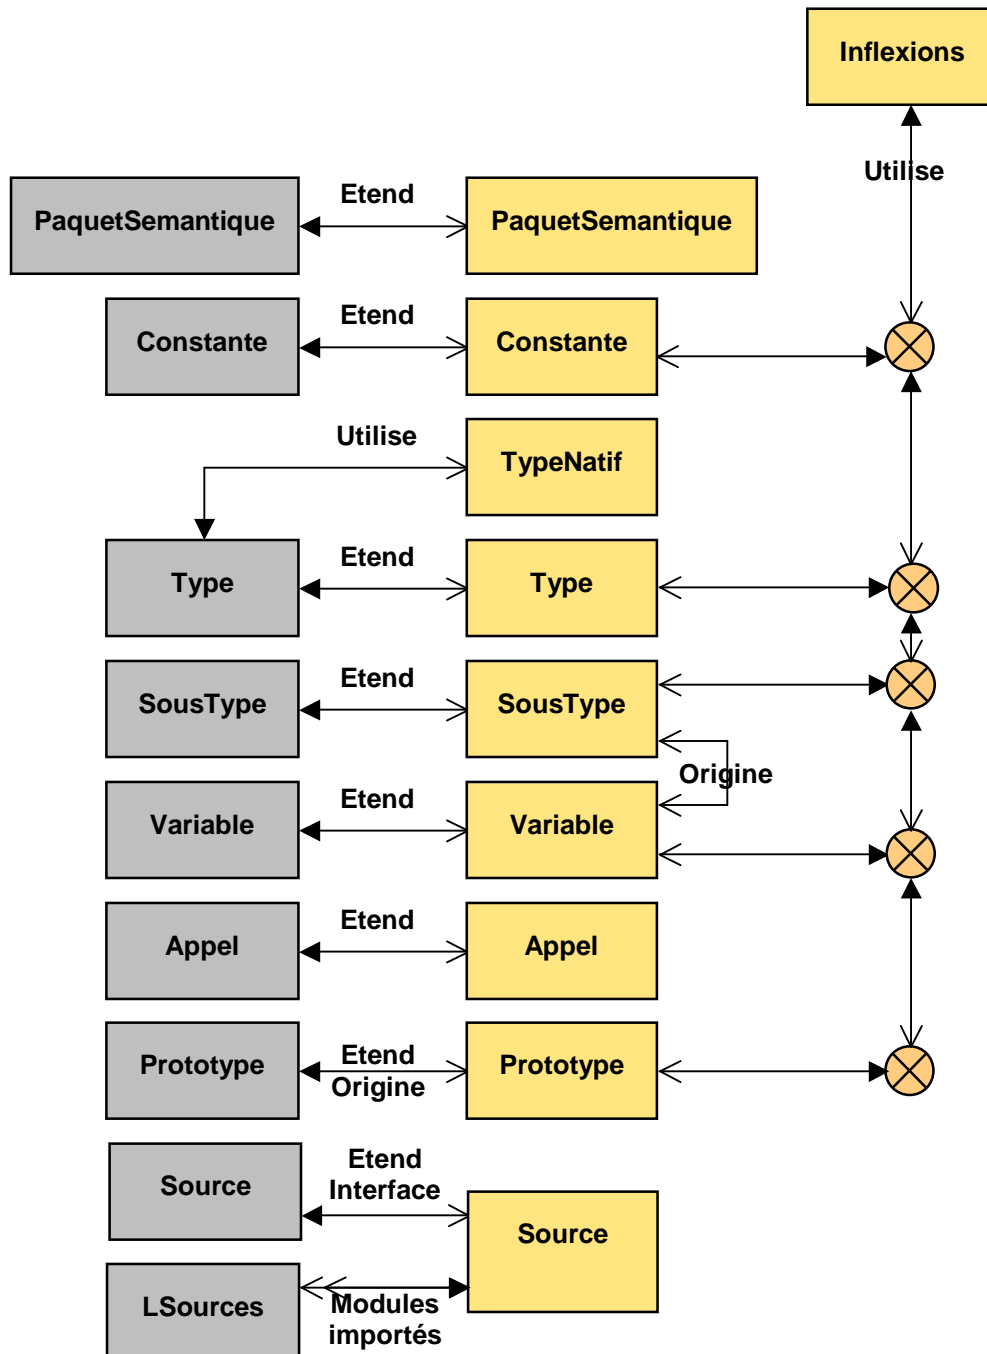 Inflexions
Utilise
PaquetSemantique
Etend
PaquetSemantique
Constante
Etend
Constante
Utilise
TypeNatif
Type
Etend
Type
SousType
Etend
SousType
Origine
Variable
Etend
Variable
Appel
Etend
Appel
Prototype
Etend
Origine
Prototype
Source
Etend
Interface
Source
LSources
Modules
importés